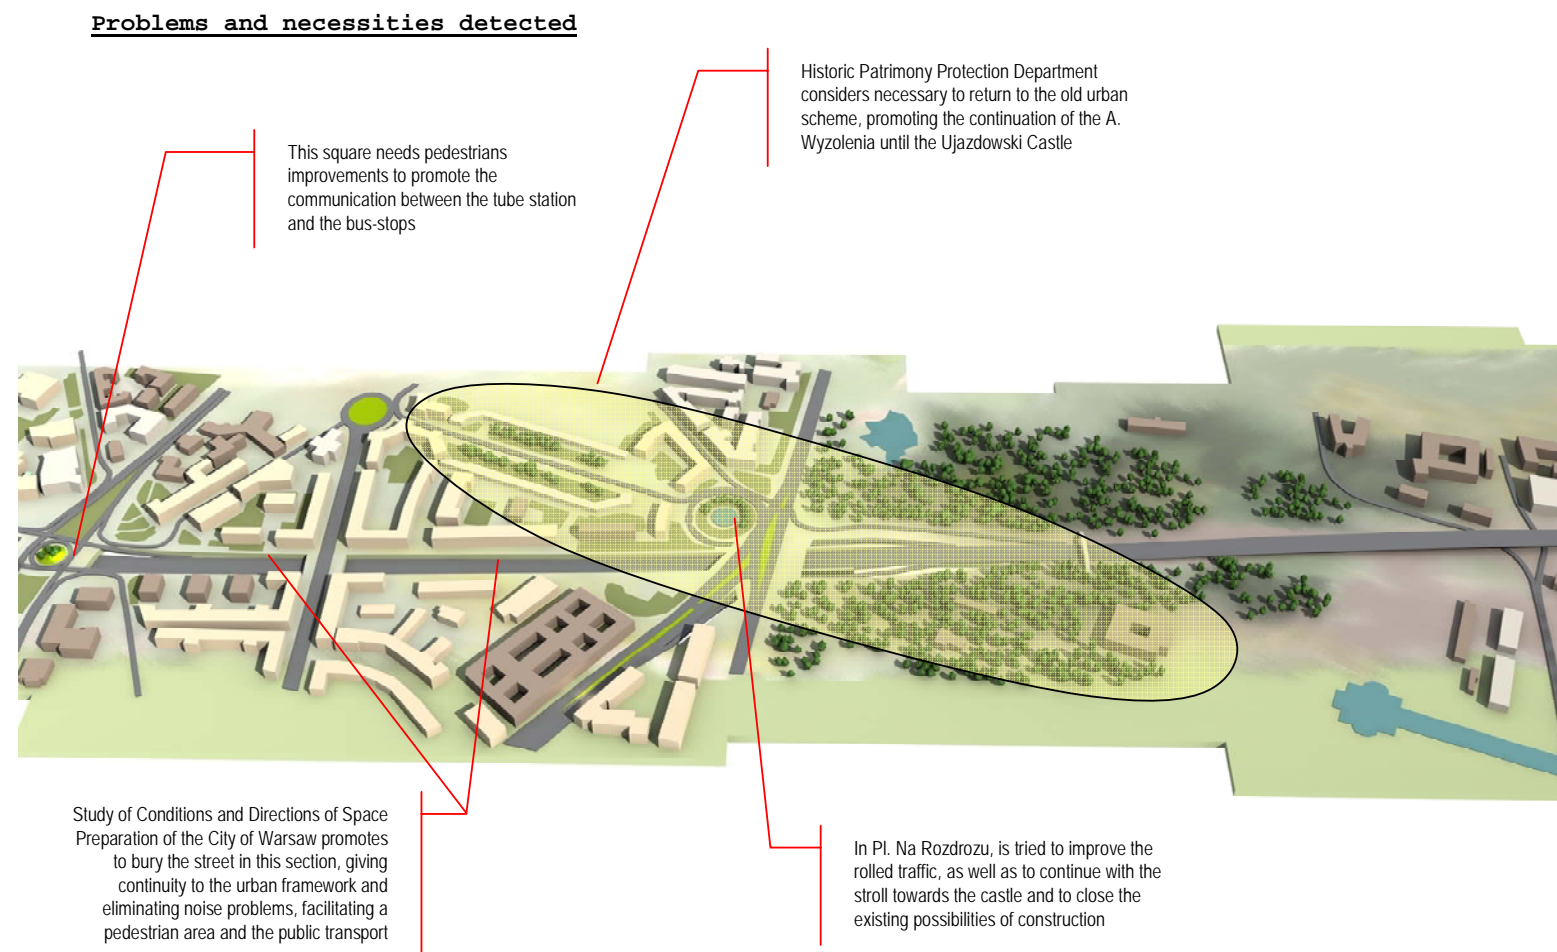 Problems and necessities detected
Historic Patrimony Protection Department
considers necessary to return to the old urban
scheme, promoting the continuation of the A.
Wyzolenia until the Ujazdowski Castle
This square needs pedestrians
improvements to promote the
communication between the tube station
and the bus-stops
Study of Conditions and Directions of Space
Preparation of the City of Warsaw promotes
to bury the street in this section, giving
continuity to the urban framework and
eliminating noise problems, facilitating a
pedestrian area and the public transport
In Pl. Na Rozdrozu, is tried to improve the
rolled traffic, as well as to continue with the
stroll towards the castle and to close the
existing possibilities of construction